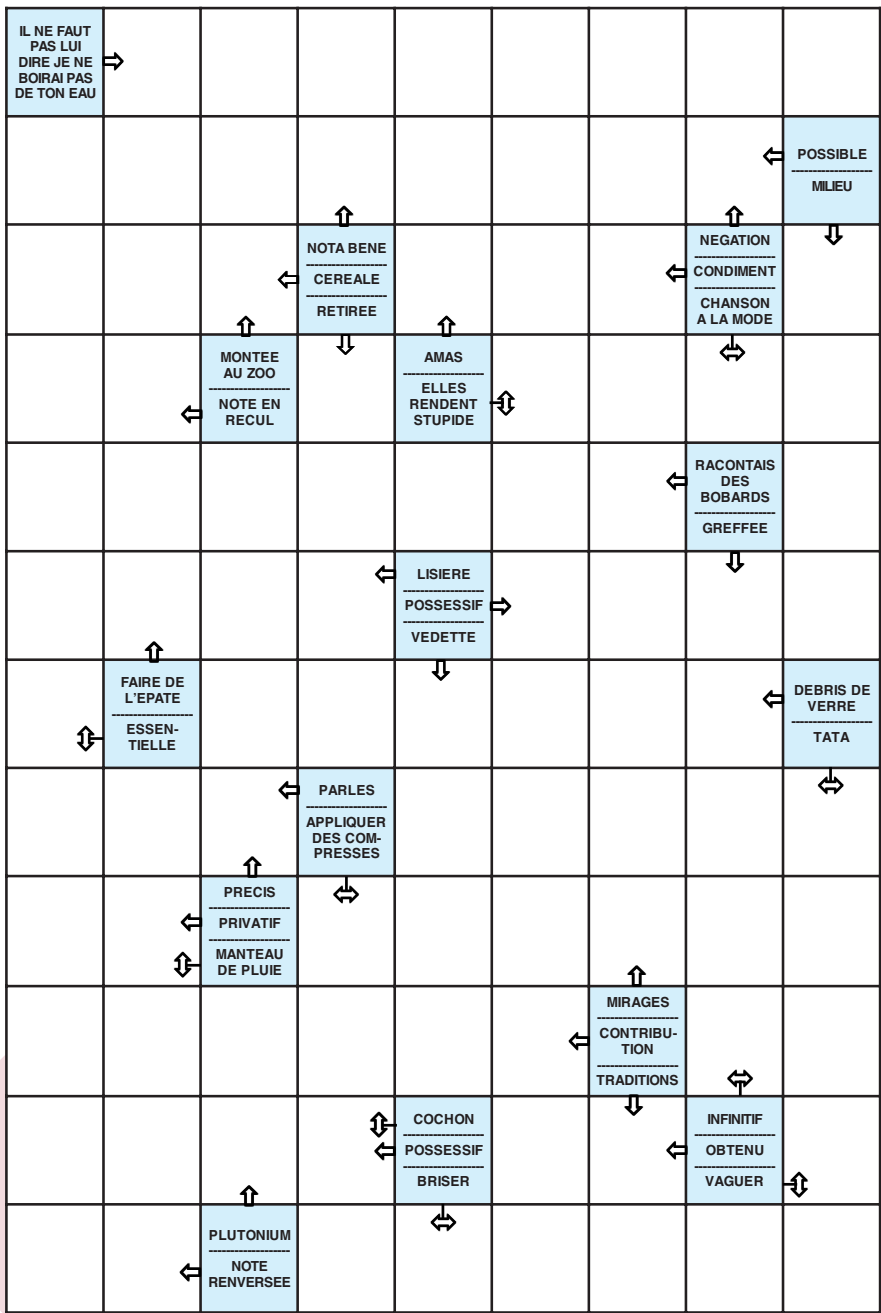 IL NE FAUT
PAS LUI
DIRE JE NE
BOIRAI PAS
DE TON EAU
POSSIBLE
MILIEU
NOTA BENE
CEREALE
RETIREE
NEGATION
CONDIMENT
CHANSON
A LA MODE
MONTEE
AU ZOO
NOTE EN
RECUL
AMAS
ELLES
RENDENT
STUPIDE
RACONTAIS
DES
BOBARDS
GREFFEE
LISIERE
POSSESSIF
VEDETTE
FAIRE DE
L'EPATE
ESSEN-
TIELLE
DEBRIS DE
VERRE
TATA
PARLES
APPLIQUER
DES COM-
PRESSES
PRECIS
PRIVATIF
MANTEAU
DE PLUIE
MIRAGES
CONTRIBU-
TION
TRADITIONS
COCHON
POSSESSIF
BRISER
INFINITIF
OBTENU
VAGUER
PLUTONIUM
NOTE
RENVERSEE